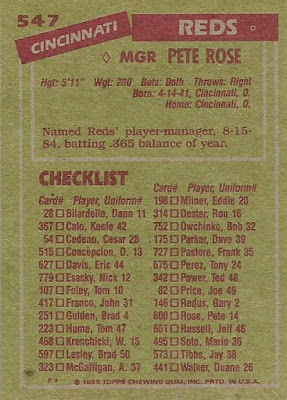 547
CINCINNATI REDS
MGR PETE ROSE
Hgt: 5'11" Wgt: 200 Bats: Both Throws: Right
Born: 4-14-41, Cincinnati, O.
Home: Cincinnati, O.
Named Reds' player-manager, 8-15-
84, batting .365 balance of year.
CHECKLIST
Card# Player, Uniform#
28 Bilardello, Dann 11
367 Cato, Keefe 42
54 Cedeno, Cesar 28
515 Concepcion, D. 13
627 Davis, Eric 44
779 Esasky, Nick 12
107 Foley, Tom 10
417 Franco, John 31
251 Gulden, Brad 4
223 Hume, Tom 47
468 Krenchicki, W. 15
597 Lesley, Brad 50
323 McGaffigan, A. 37
Card# Player, Uniform#
198 Milner, Eddie 20
314 Oester, Ron 16
752 Owchinko, Bob 32
175 Parker, Dave 39
727 Pastore, Frank 35
675 Perez, Tony 24
342 Power, Ted 48
82 Price, Joe 49
146 Redus, Gary 2
600 Rose, Pete 14
651 Russell, Jeff 46
495 Soto, Mario 36
573 Tibbs, Jay 38
441 Walker, Duane 26
© 1985 TOPPS CHEWING GUM, INC. PRTD. IN U.S.A.